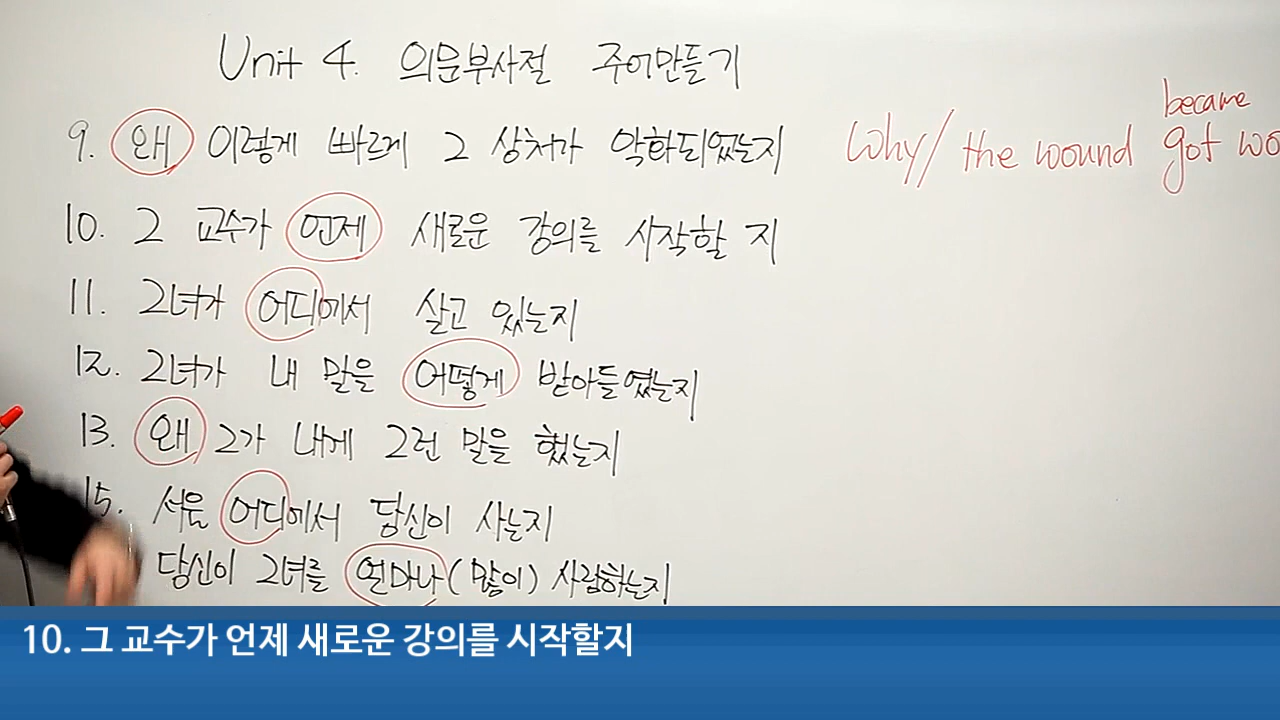 Unit 4. 의문부사절 주어만들기
became
9. 왜 이렇게 빠르게 그 상처가 악화되었는지 Why/ the wound got wo
10. 그 교수가 언제 새로운 강의를 시작할 지
11. 그녀가 어디에서 살고 있는지
12. 그녀가 내 말을 어떻게 받아들였는지
13. 왜 그가 내게 그런 말을 했는지
15. 서울 어디에서 당신이 사는지
당신이 그녀를 얼마나(많이) 사랑하는지
10. 그 교수가 언제 새로운 강의를 시작할지